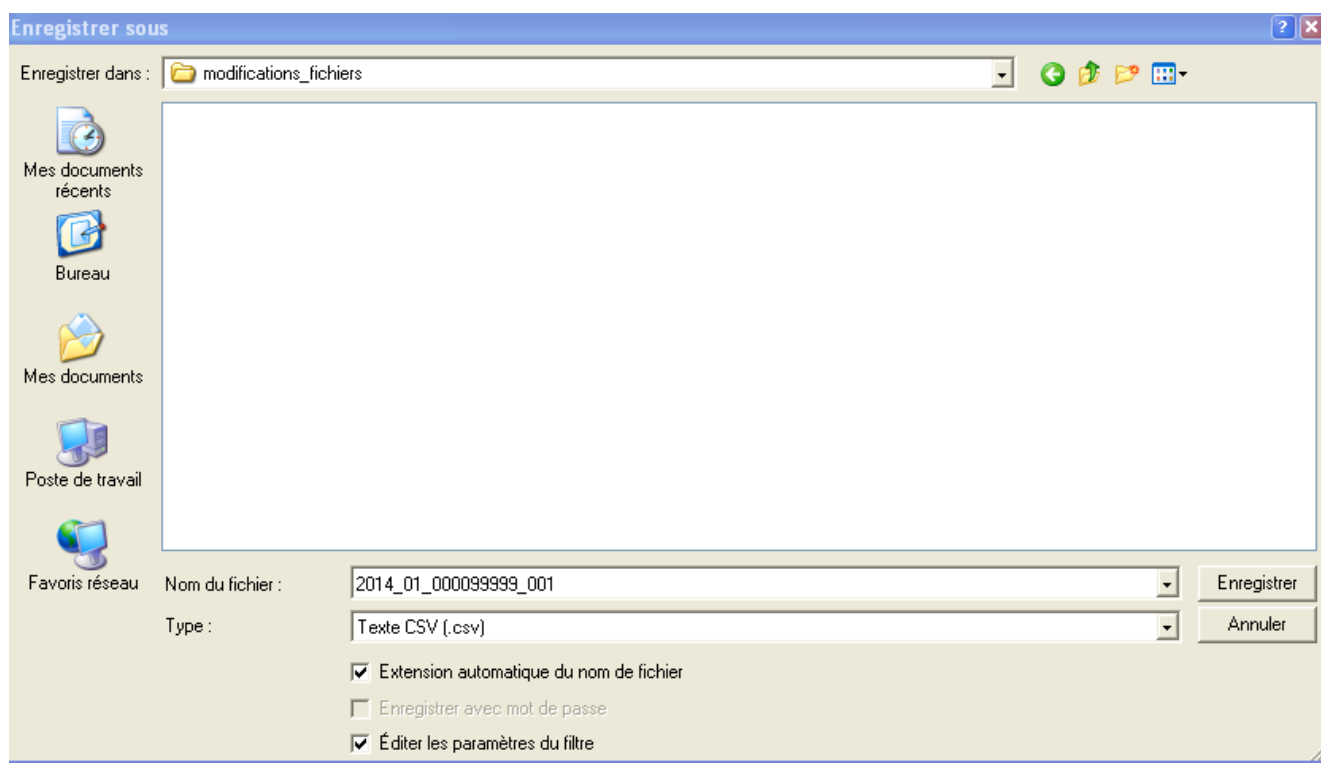 Enregistrer sous
Enregistrer dans : modifications_fichiers
Mes documents
récents
Bureau
Mes documents
Poste de travail
Favoris réseau
Nom du fichier : 2014_01_000099999_001 Enregistrer
Type : Texte CSV (.csv) Annuler
Extension automatique du nom de fichier
Enregistrer avec mot de passe
Éditer les paramètres du filtre